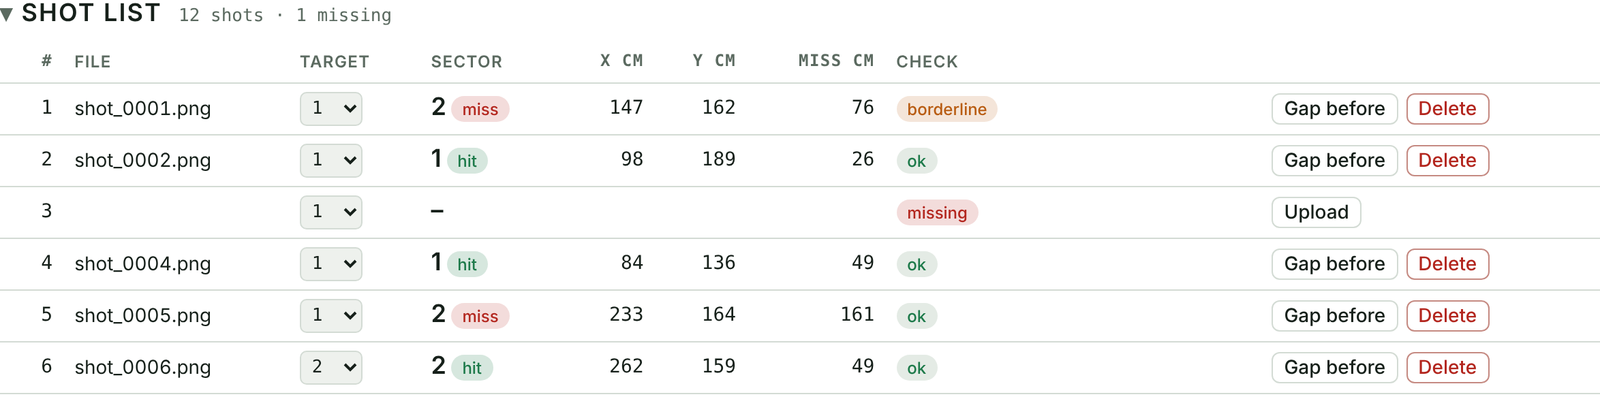 ▼ SHOT LIST 12 shots · 1 missing
# FILE TARGET SECTOR X CM Y CM MISS CM CHECK
1 shot_0001.png 1 2 miss 147 162 76 borderline Gap before Delete
2 shot_0002.png 1 1 hit 98 189 26 ok Gap before Delete
3 1 – missing Upload
4 shot_0004.png 1 1 hit 84 136 49 ok Gap before Delete
5 shot_0005.png 1 2 miss 233 164 161 ok Gap before Delete
6 shot_0006.png 2 2 hit 262 159 49 ok Gap before Delete